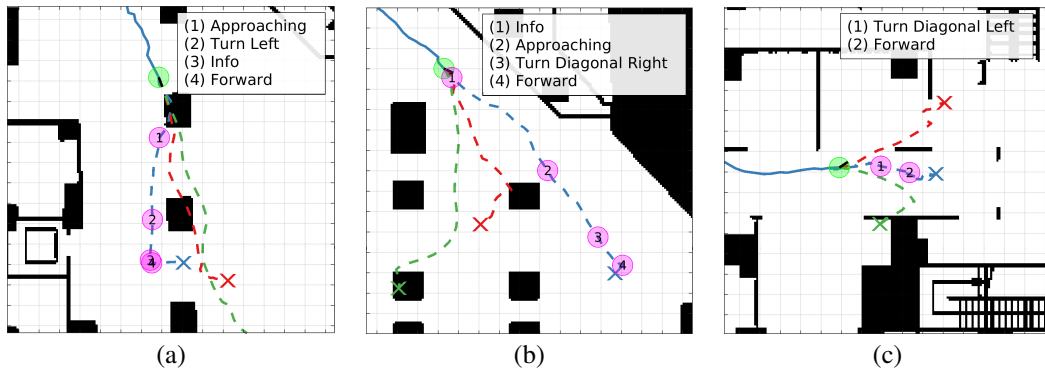 (1) Approaching
(2) Turn Left
(3) Info
(4) Forward
1
2
4
(a)
(1) Info
(2) Approaching
(3) Turn Diagonal Right
(4) Forward
1
2
3
4
(b)
(1) Turn Diagonal Left
(2) Forward
1
2
(c)